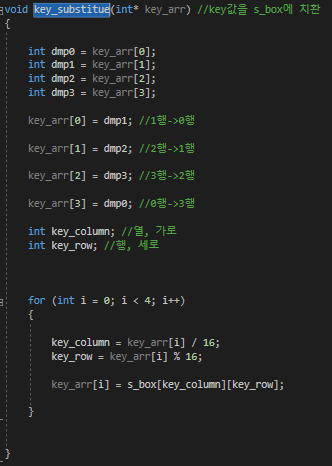 void key_substitue(int* key_arr) //key값을 s_box에 치환
{
int dmp0 = key_arr[0];
int dmp1 = key_arr[1];
int dmp2 = key_arr[2];
int dmp3 = key_arr[3];
key_arr[0] = dmp1; //1행->0행
key_arr[1] = dmp2; //2행->1행
key_arr[2] = dmp3; //3행->2행
key_arr[3] = dmp0; //0행->3행
int key_column; //열, 가로
int key_row; //행, 세로
for (int i = 0; i < 4; i++)
{
key_column = key_arr[i] / 16;
key_row = key_arr[i] % 16;
key_arr[i] = s_box[key_column][key_row];
}
}